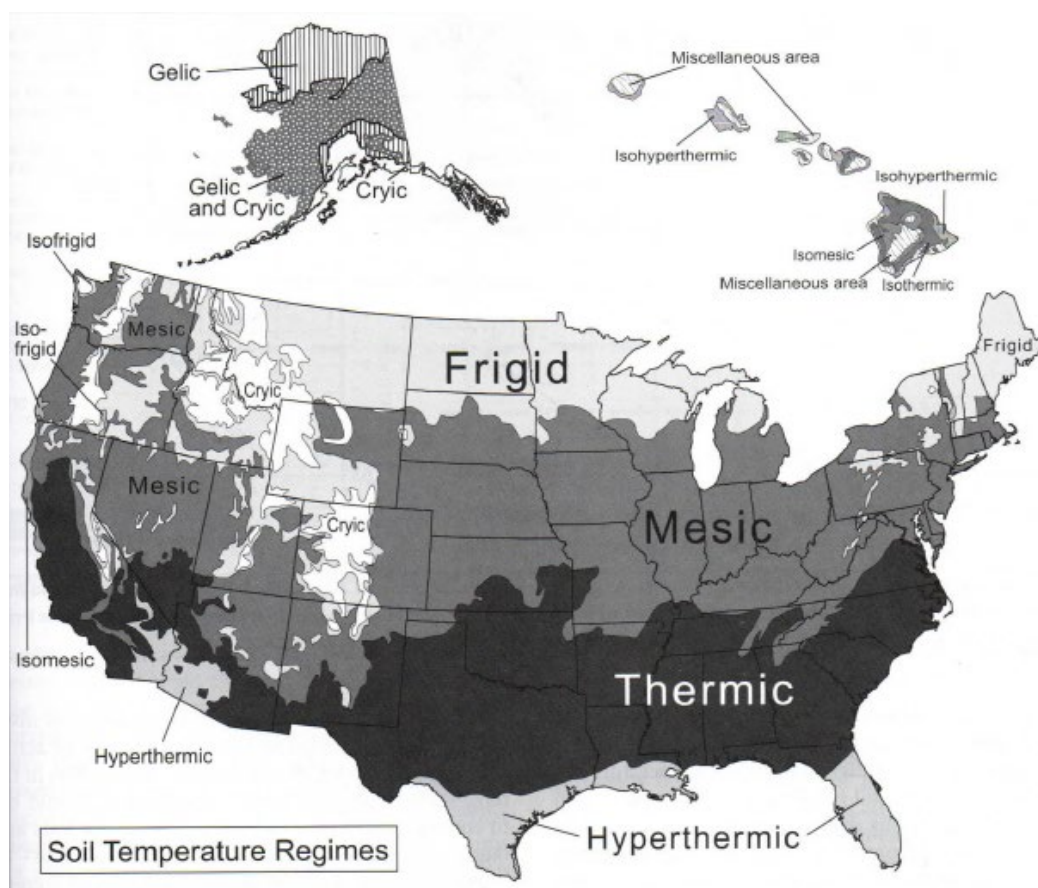 Gelic
Gelic
and Cryic
Cryic
Miscellaneous area
Isohyperthermic
Isohyperthermic
Isomesic
Miscellaneous area
Isothermic
Isofrigid
Iso-
frigid
Mesic
Cryic
Frigid
Frigid
Mesic
Cryic
Mesic
Isomesic
Thermic
Hyperthermic
Hyperthermic
Soil Temperature Regimes